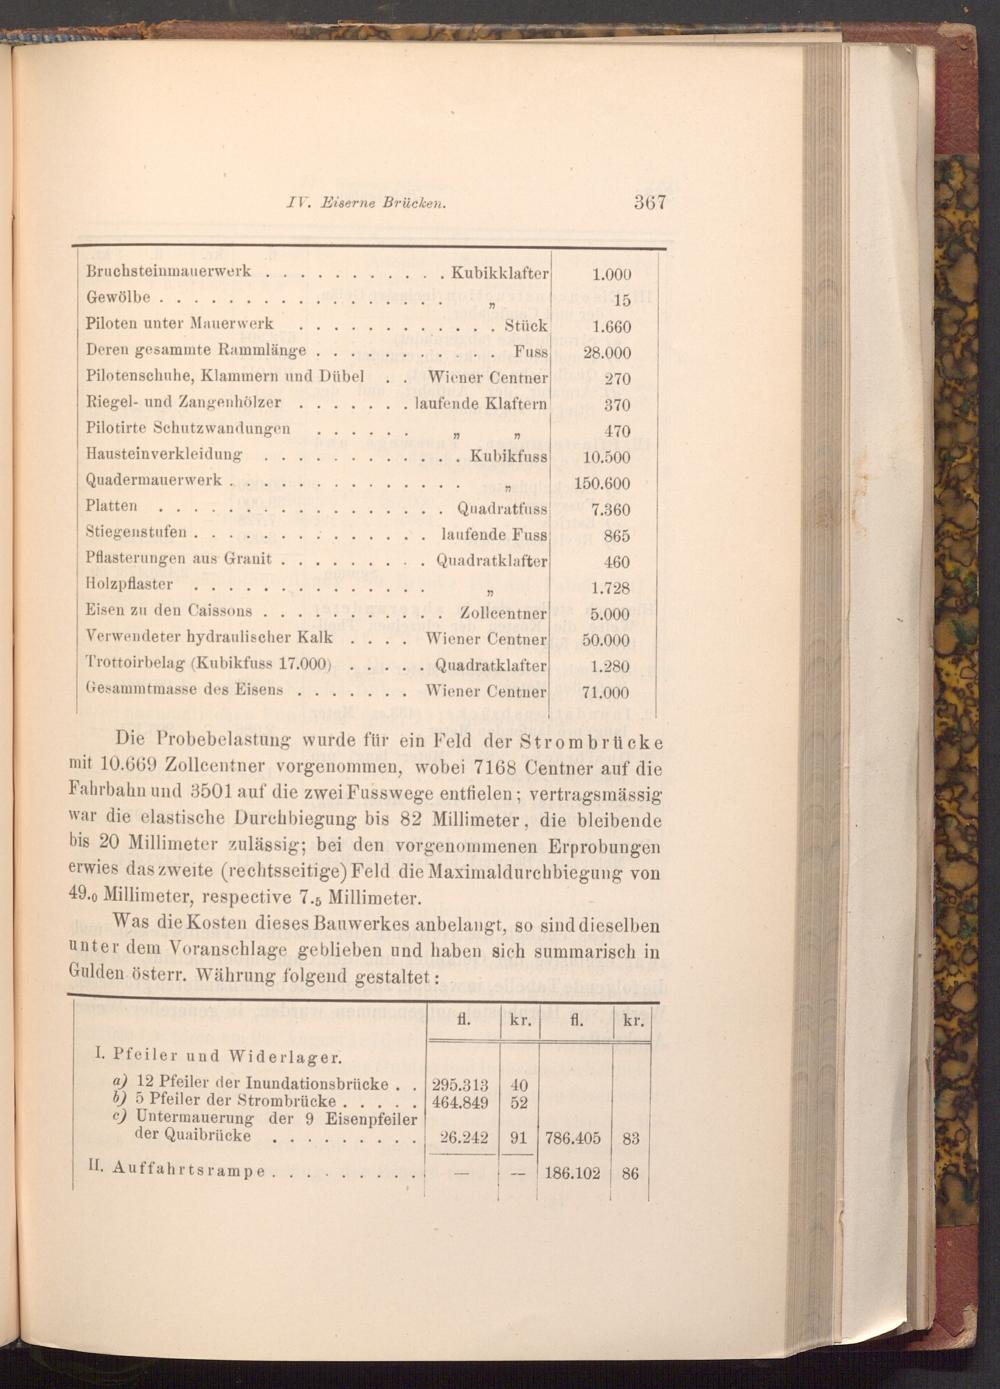 IV. Eiserne Brücken. 367
Bruchsteinmauerwerk . . . . . . . . . . . Kubikklafter 1.000
Gewölbe . . . . . . . . . . . . . . . . . „ 15
Piloten unter Mauerwerk . . . . . . . . . . . . Stück 1.660
Deren gesammte Rammlänge . . . . . . . . . . . Fuss 28.000
Pilotenschuhe, Klammern und Dübel . . Wiener Centner 270
Riegel- und Zangenhölzer . . . . . . . laufende Klaftern 370
Pilotirte Schutzwandungen . . . . . . „ „ 470
Hausteinverkleidung . . . . . . . . . . . . Kubikfuss 10.500
Quadermauerwerk . . . . . . . . . . . . . . „ 150.600
Platten . . . . . . . . . . . . . . . . . Quadratfuss 7.360
Stiegenstufen . . . . . . . . . . . . . . laufende Fuss 865
Pflasterungen aus Granit . . . . . . . . . Quadratklafter 460
Holzpflaster . . . . . . . . . . . . . . „ 1.728
Eisen zu den Caissons . . . . . . . . . . . Zollcentner 5.000
Verwendeter hydraulischer Kalk . . . . Wiener Centner 50.000
Trottoirbelag (Kubikfuss 17.000) . . . . . Quadratklafter 1.280
Gesammtmasse des Eisens . . . . . . . Wiener Centner 71.000
Die Probebelastung wurde für ein Feld der Strombrücke
mit 10.669 Zollcentner vorgenommen, wobei 7168 Centner auf die
Fahrbahn und 3501 auf die zwei Fusswege entfielen; vertragsmässig
war die elastische Durchbiegung bis 82 Millimeter, die bleibende
bis 20 Millimeter zulässig; bei den vorgenommenen Erprobungen
erwies das zweite (rechtsseitige) Feld die Maximaldurchbiegung von
49.0 Millimeter, respective 7.5 Millimeter.
Was die Kosten dieses Bauwerkes anbelangt, so sind dieselben
unter dem Voranschlage geblieben und haben sich summarisch in
Gulden österr. Währung folgend gestaltet:
fl. kr. fl. kr.
I. Pfeiler und Widerlager.
a) 12 Pfeiler der Inundationsbrücke . . 295.313 40
b) 5 Pfeiler der Strombrücke . . . . . 464.849 52
c) Untermauerung der 9 Eisenpfeiler
der Quaibrücke . . . . . . . . . 26.242 91 786.405 83
II. Auffahrtsrampe . . . . . . . . . — — 186.102 86